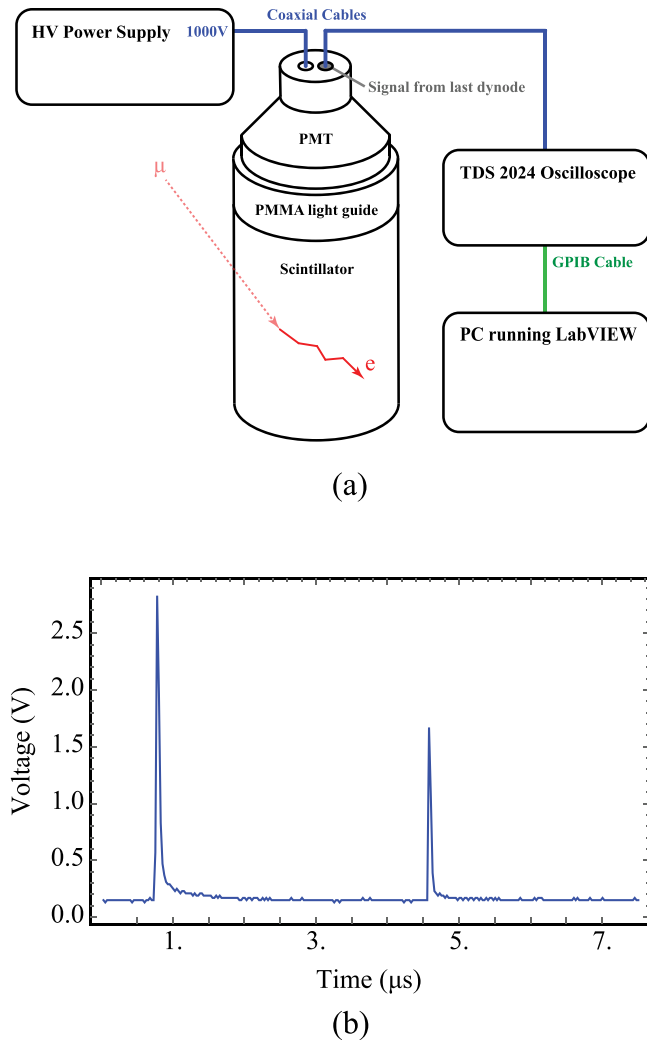 Coaxial Cables
HV Power Supply 1000V
Signal from last dynode
PMT
TDS 2024 Oscilloscope
μ
PMMA light guide
GPIB Cable
Scintillator
PC running LabVIEW
e
(a)
2.5
2.0
1.5
1.0
0.5
0.0
Voltage (V)
1. 3. 5. 7.
Time (μs)
(b)